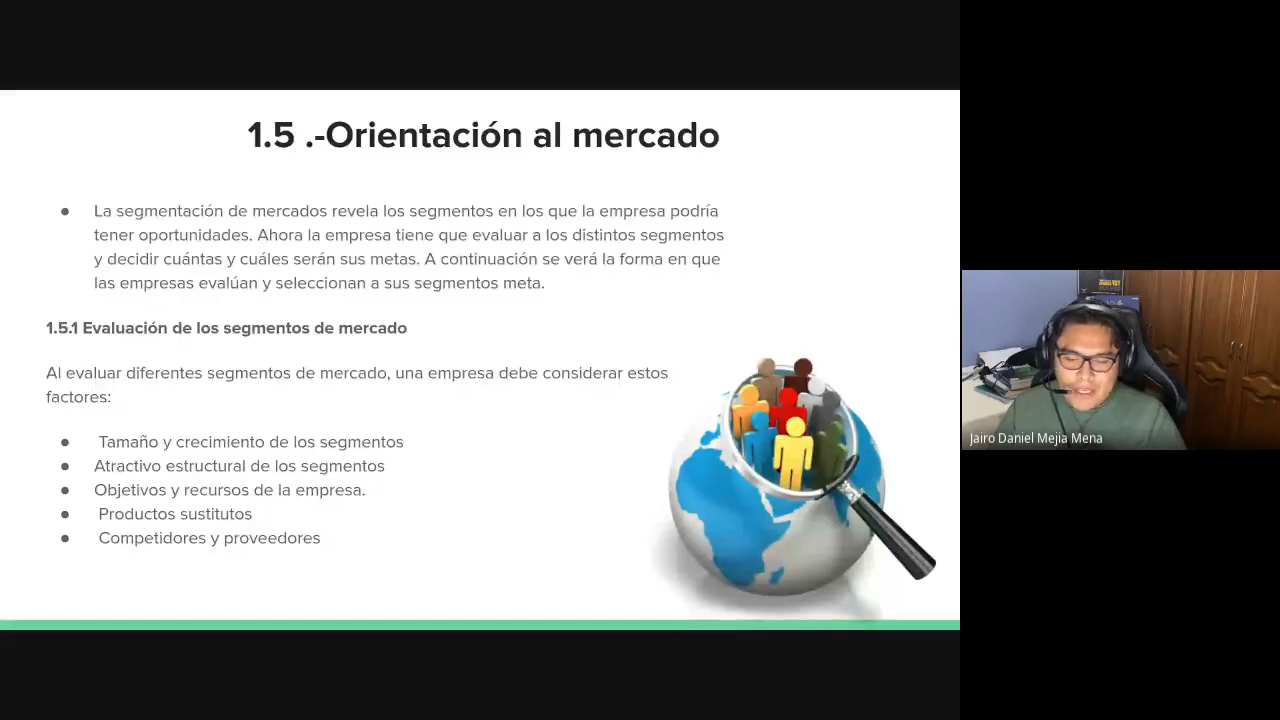 1.5 .-Orientación al mercado
● La segmentación de mercados revela los segmentos en los que la empresa podría
tener oportunidades. Ahora la empresa tiene que evaluar a los distintos segmentos
y decidir cuántas y cuáles serán sus metas. A continuación se verá la forma en que
las empresas evalúan y seleccionan a sus segmentos meta.
1.5.1 Evaluación de los segmentos de mercado
Al evaluar diferentes segmentos de mercado, una empresa debe considerar estos
factores:
● Tamaño y crecimiento de los segmentos
● Atractivo estructural de los segmentos
● Objetivos y recursos de la empresa.
● Productos sustitutos
● Competidores y proveedores
Jairo Daniel Mejia Mena